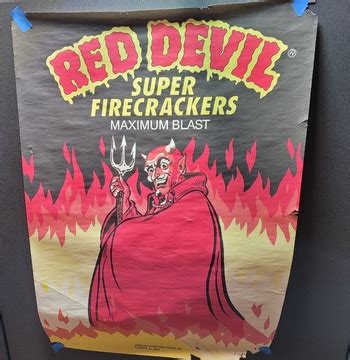 RED DEVIL
®
SUPER
FIRECRACKERS
MAXIMUM BLAST